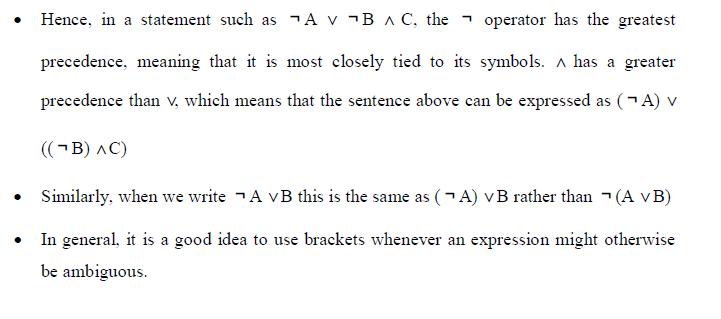 • Hence, in a statement such as ¬ A ∨ ¬ B ∧ C, the ¬ operator has the greatest
precedence, meaning that it is most closely tied to its symbols. ∧ has a greater
precedence than ∨, which means that the sentence above can be expressed as (¬ A) ∨
((¬ B) ∧C)
• Similarly, when we write ¬ A ∨B this is the same as (¬ A) ∨B rather than ¬ (A ∨B)
• In general, it is a good idea to use brackets whenever an expression might otherwise
be ambiguous.